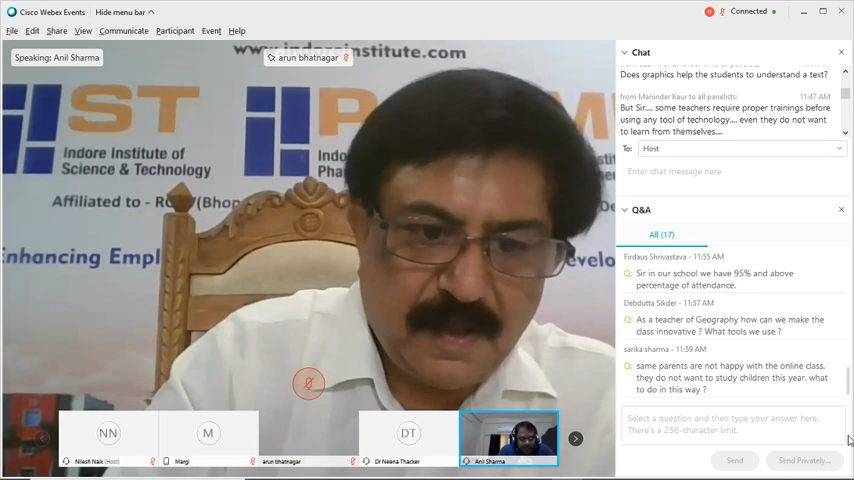 Cisco Webex Events Hide menu bar Connected
File Edit Share View Communicate Participant Event Help
Speaking: Anil Sharma
arun bhatnagar
ST
Indore Institute of
Science & Technology
Affiliated to -
Enhancing Empl
Chat
Does graphics help the students to understand a text?
from Maninder Kaur to all panelists: 11:47 AM
But Sir.... some teachers require proper trainings before
using any tool of technology.... even they do not want
to learn from themselves....
To: Host
Enter chat message here
Q&A
All (17)
Firdaus Shrivastava - 11:55 AM
Q: Sir in our school we have 95% and above
percentage of attendance.
Debdutta Sikder - 11:57 AM
Q: As a teacher of Geography how can we make the
class innovative ? What tools we use ?
sarika sharma - 11:59 AM
Q: same parents are not happy with the online class,
they do not want to study children this year. what
to do in this way ?
Select a question and then type your answer here.
There's a 256-character limit.
Send Send Privately...
NN M DT
Nilesh Naik (Host) Margi arun bhatnagar Dr Neena Thacker Anil Sharma